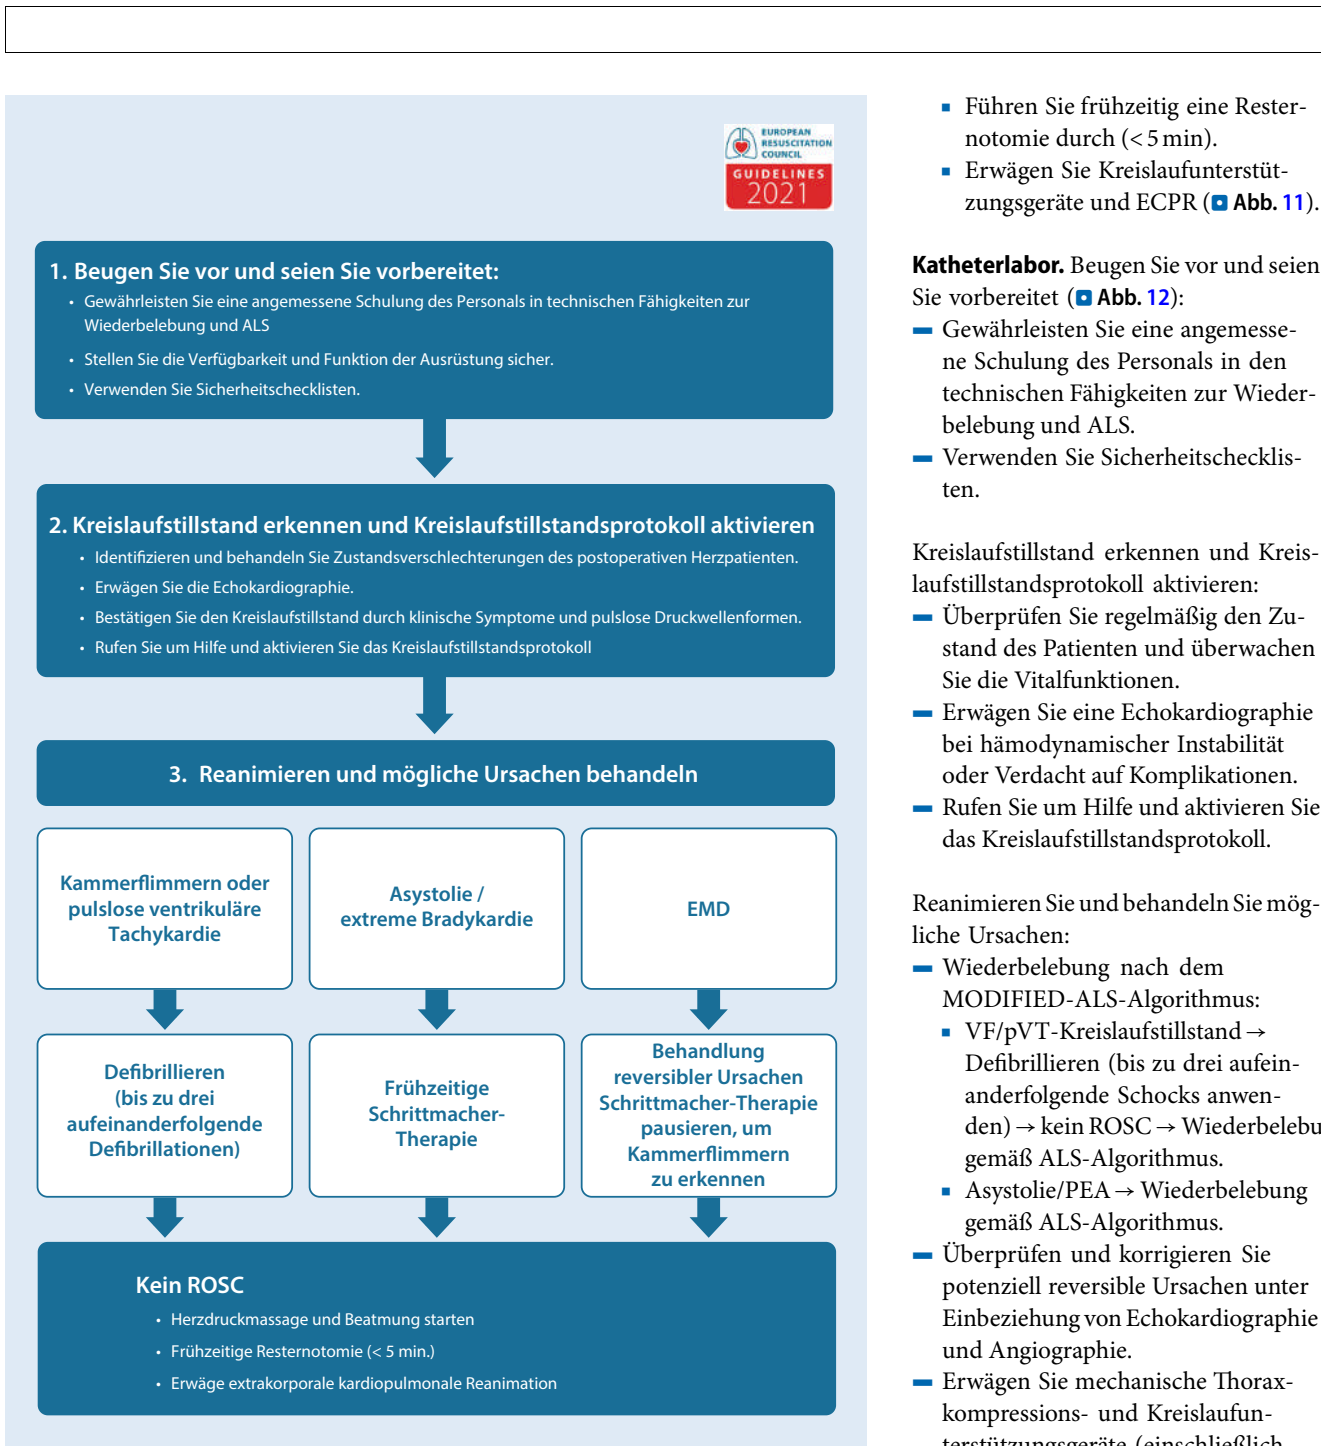 EUROPEAN
RESUSCITATION
COUNCIL
GUIDELINES
2021
1. Beugen Sie vor und seien Sie vorbereitet:
• Gewährleisten Sie eine angemessene Schulung des Personals in technischen Fähigkeiten zur
Wiederbelebung und ALS
• Stellen Sie die Verfügbarkeit und Funktion der Ausrüstung sicher.
• Verwenden Sie Sicherheitschecklisten.
2. Kreislaufstillstand erkennen und Kreislaufstillstandsprotokoll aktivieren
• Identifizieren und behandeln Sie Zustandsverschlechterungen des postoperativen Herzpatienten.
• Erwägen Sie die Echokardiographie.
• Bestätigen Sie den Kreislaufstillstand durch klinische Symptome und pulslose Druckwellenformen.
• Rufen Sie um Hilfe und aktivieren Sie das Kreislaufstillstandsprotokoll
3. Reanimieren und mögliche Ursachen behandeln
Kammerflimmern oder
pulslose ventrikuläre
Tachykardie
Asystolie /
extreme Bradykardie
EMD
Defibrillieren
(bis zu drei
aufeinanderfolgende
Defibrillationen)
Frühzeitige
Schrittmacher-
Therapie
Behandlung
reversibler Ursachen
Schrittmacher-Therapie
pausieren, um
Kammerflimmern
zu erkennen
Kein ROSC
• Herzdruckmassage und Beatmung starten
• Frühzeitige Resternotomie (< 5 min.)
• Erwäge extrakorporale kardiopulmonale Reanimation
▪ Führen Sie frühzeitig eine Rester-
notomie durch (< 5 min).
▪ Erwägen Sie Kreislaufunterstüt-
zungsgeräte und ECPR (Abb. 11).
Katheterlabor. Beugen Sie vor und seien
Sie vorbereitet (Abb. 12):
– Gewährleisten Sie eine angemesse-
ne Schulung des Personals in den
technischen Fähigkeiten zur Wieder-
belebung und ALS.
– Verwenden Sie Sicherheitschecklis-
ten.
Kreislaufstillstand erkennen und Kreis-
laufstillstandsprotokoll aktivieren:
– Überprüfen Sie regelmäßig den Zu-
stand des Patienten und überwachen
Sie die Vitalfunktionen.
– Erwägen Sie eine Echokardiographie
bei hämodynamischer Instabilität
oder Verdacht auf Komplikationen.
– Rufen Sie um Hilfe und aktivieren Sie
das Kreislaufstillstandsprotokoll.
Reanimieren Sie und behandeln Sie mög-
liche Ursachen:
– Wiederbelebung nach dem
MODIFIED-ALS-Algorithmus:
▪ VF/pVT-Kreislaufstillstand →
Defibrillieren (bis zu drei aufein-
anderfolgende Schocks anwen-
den) → kein ROSC → Wiederbelebu
gemäß ALS-Algorithmus.
▪ Asystolie/PEA → Wiederbelebung
gemäß ALS-Algorithmus.
– Überprüfen und korrigieren Sie
potenziell reversible Ursachen unter
Einbeziehung von Echokardiographie
und Angiographie.
– Erwägen Sie mechanische Thorax-
kompressions- und Kreislaufun-
terstützungsgeräte (einschließlich